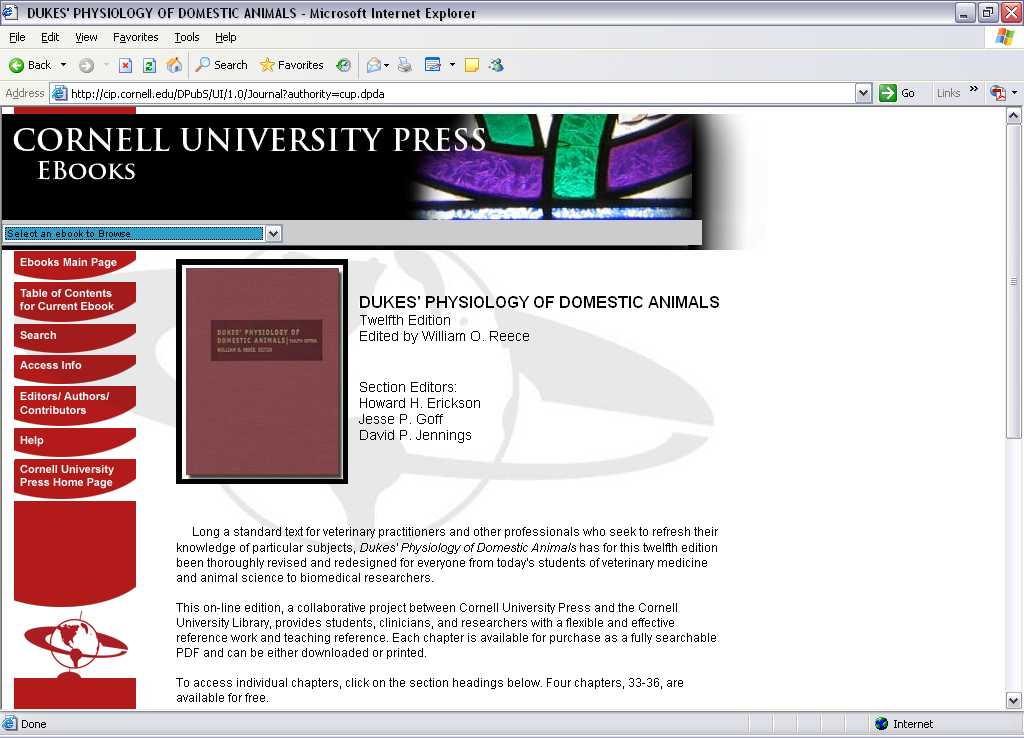 DUKES' PHYSIOLOGY OF DOMESTIC ANIMALS - Microsoft Internet Explorer
File Edit View Favorites Tools Help
Back Search Favorites
Address http://cip.cornell.edu/DPubS/UI/1.0/Journal?authority=cup.dpda Go Links »
CORNELL UNIVERSITY PRESS
EBOOKS
Select an ebook to Browse
Ebooks Main Page
Table of Contents
for Current Ebook
Search
Access Info
Editors/ Authors/
Contributors
Help
Cornell University
Press Home Page
DUKES' PHYSIOLOGY OF
DOMESTIC ANIMALS | TWELFTH EDITION
WILLIAM O. REECE, EDITOR
DUKES' PHYSIOLOGY OF DOMESTIC ANIMALS
Twelfth Edition
Edited by William O. Reece
Section Editors:
Howard H. Erickson
Jesse P. Goff
David P. Jennings
Long a standard text for veterinary practitioners and other professionals who seek to refresh their
knowledge of particular subjects, Dukes' Physiology of Domestic Animals has for this twelfth edition
been thoroughly revised and redesigned for everyone from today's students of veterinary medicine
and animal science to biomedical researchers.
This on-line edition, a collaborative project between Cornell University Press and the Cornell
University Library, provides students, clinicians, and researchers with a flexible and effective
reference work and teaching reference. Each chapter is available for purchase as a fully searchable
PDF and can be either downloaded or printed.
To access individual chapters, click on the section headings below. Four chapters, 33-36, are
available for free.
Done Internet